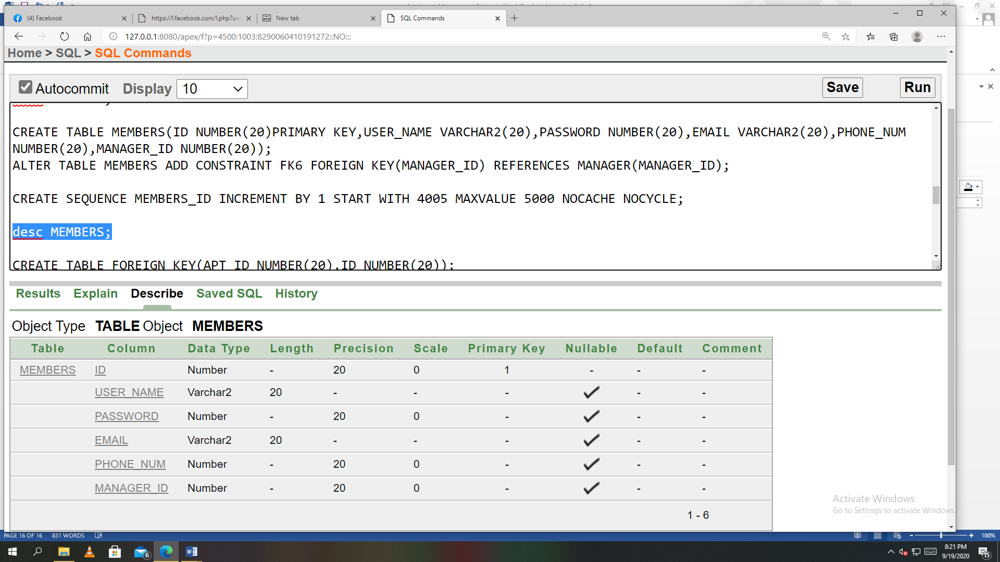 (4) Facebook
https://l.facebook.com/l.php?u=
New tab
SQL Commands
127.0.0.1:8080/apex/f?p=4500:1003:8290060410191272::NO:::
Home > SQL > SQL Commands
Autocommit
Display
10
Save
Run
CREATE TABLE MEMBERS(ID NUMBER(20)PRIMARY KEY,USER_NAME VARCHAR2(20),PASSWORD NUMBER(20),EMAIL VARCHAR2(20),PHONE_NUM
NUMBER(20),MANAGER_ID NUMBER(20));
ALTER TABLE MEMBERS ADD CONSTRAINT FK6 FOREIGN KEY(MANAGER_ID) REFERENCES MANAGER(MANAGER_ID);
CREATE SEQUENCE MEMBERS_ID INCREMENT BY 1 START WITH 4005 MAXVALUE 5000 NOCACHE NOCYCLE;
desc MEMBERS;
CREATE TABLE FOREIGN_KEY(APT_ID NUMBER(20),ID NUMBER(20));
Results Explain Describe Saved SQL History
Object Type TABLE Object MEMBERS
Table Column Data Type Length Precision Scale Primary Key Nullable Default Comment
MEMBERS ID Number - 20 0 1 - - -
USER_NAME Varchar2 20 - - - - -
PASSWORD Number - 20 0 - - -
EMAIL Varchar2 20 - - - - -
PHONE_NUM Number - 20 0 - - -
MANAGER_ID Number - 20 0 - - -
1 - 6
Activate Windows
Go to Settings to activate Windows.
PAGE 16 OF 16 831 WORDS
100%
6
8:21 PM
9/19/2020
15